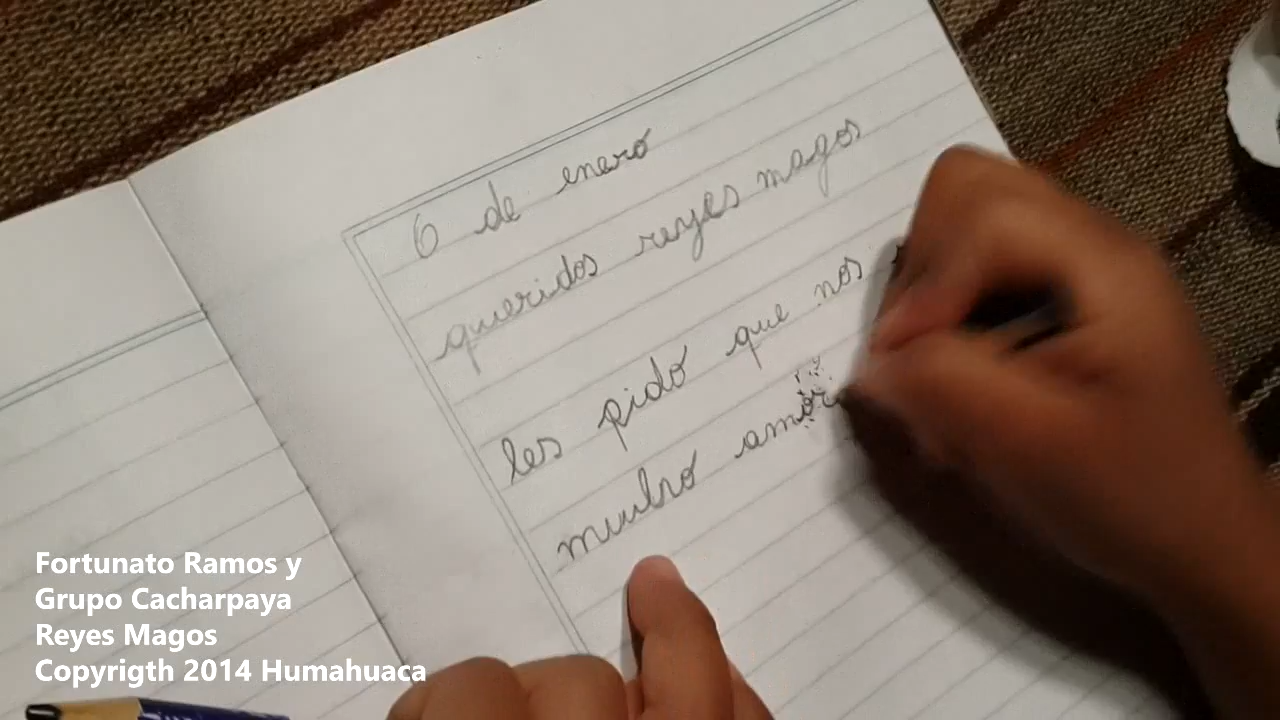 6 de enero
queridos reyes magos
les pido que nos
amor
Fortunato Ramos y
Grupo Cacharpaya
Reyes Magos
Copyrigth 2014 Humahuaca